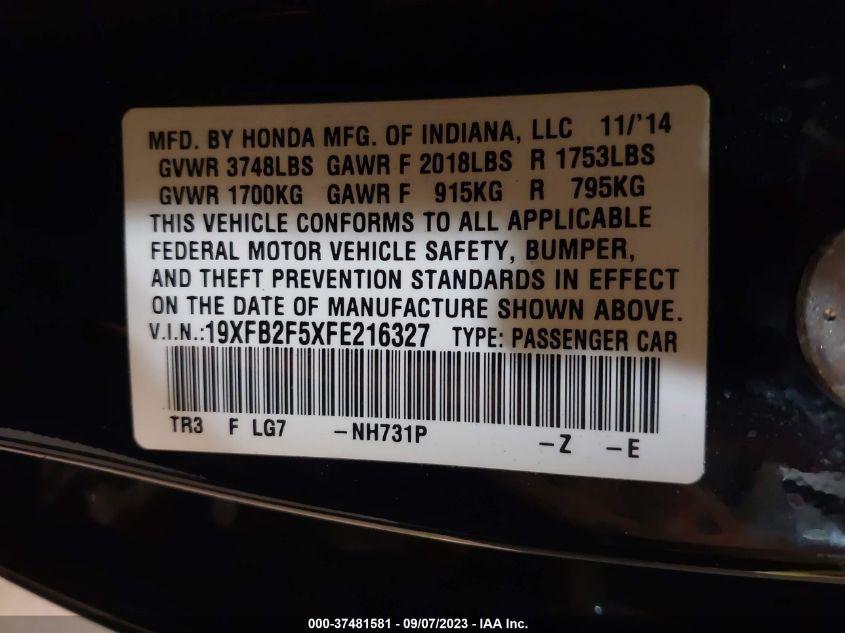 MFD. BY HONDA MFG. OF INDIANA, LLC 11/'14
GVWR 3748LBS GAWR F 2018LBS R 1753LBS
GVWR 1700KG GAWR F 915KG R 795KG
THIS VEHICLE CONFORMS TO ALL APPLICABLE
FEDERAL MOTOR VEHICLE SAFETY, BUMPER,
AND THEFT PREVENTION STANDARDS IN EFFECT
ON THE DATE OF MANUFACTURE SHOWN ABOVE.
V.I.N.:19XFB2F5XFE216327 TYPE: PASSENGER CAR
TR3 F LG7 -NH731P -Z -E
000-37481581 - 09/07/2023 - IAA Inc.